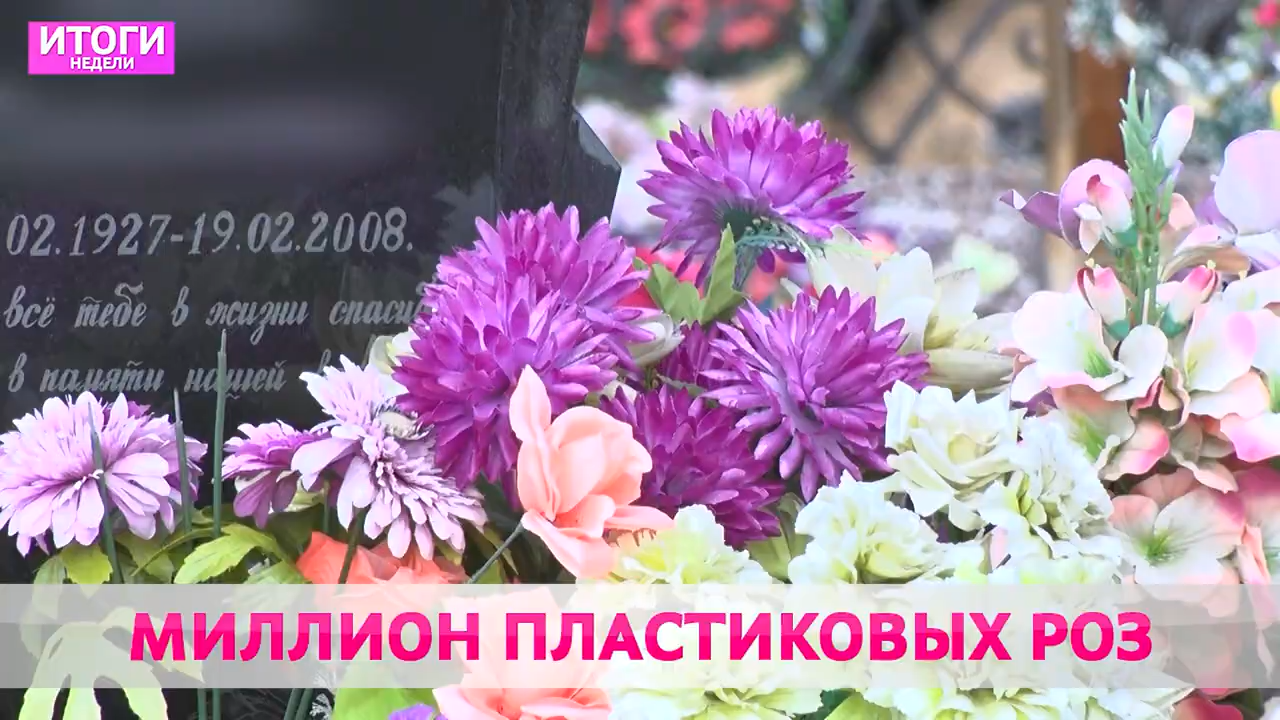 ИТОГИ
НЕДЕЛИ
02.1927-19.02.2008.
всё тебе в жизни
в памяти нашей
МИЛЛИОН ПЛАСТИКОВЫХ РОЗ